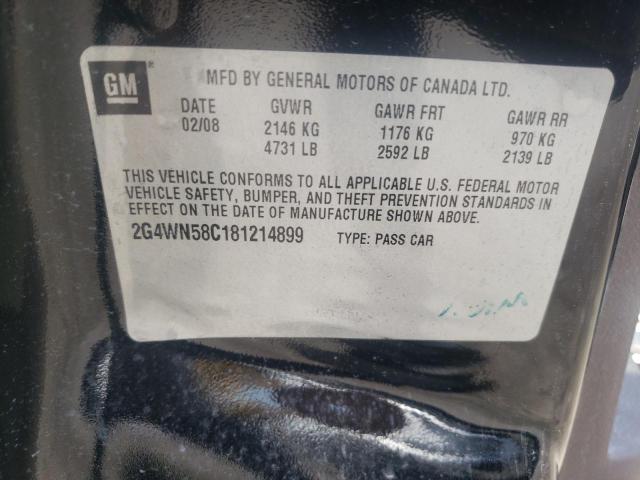 GM ® MFD BY GENERAL MOTORS OF CANADA LTD.
DATE GVWR GAWR FRT GAWR RR
02/08 2146 KG 1176 KG 970 KG
4731 LB 2592 LB 2139 LB
THIS VEHICLE CONFORMS TO ALL APPLICABLE U.S. FEDERAL MOTOR
VEHICLE SAFETY, BUMPER, AND THEFT PREVENTION STANDARDS IN
EFFECT ON THE DATE OF MANUFACTURE SHOWN ABOVE.
2G4WN58C181214899 TYPE: PASS CAR